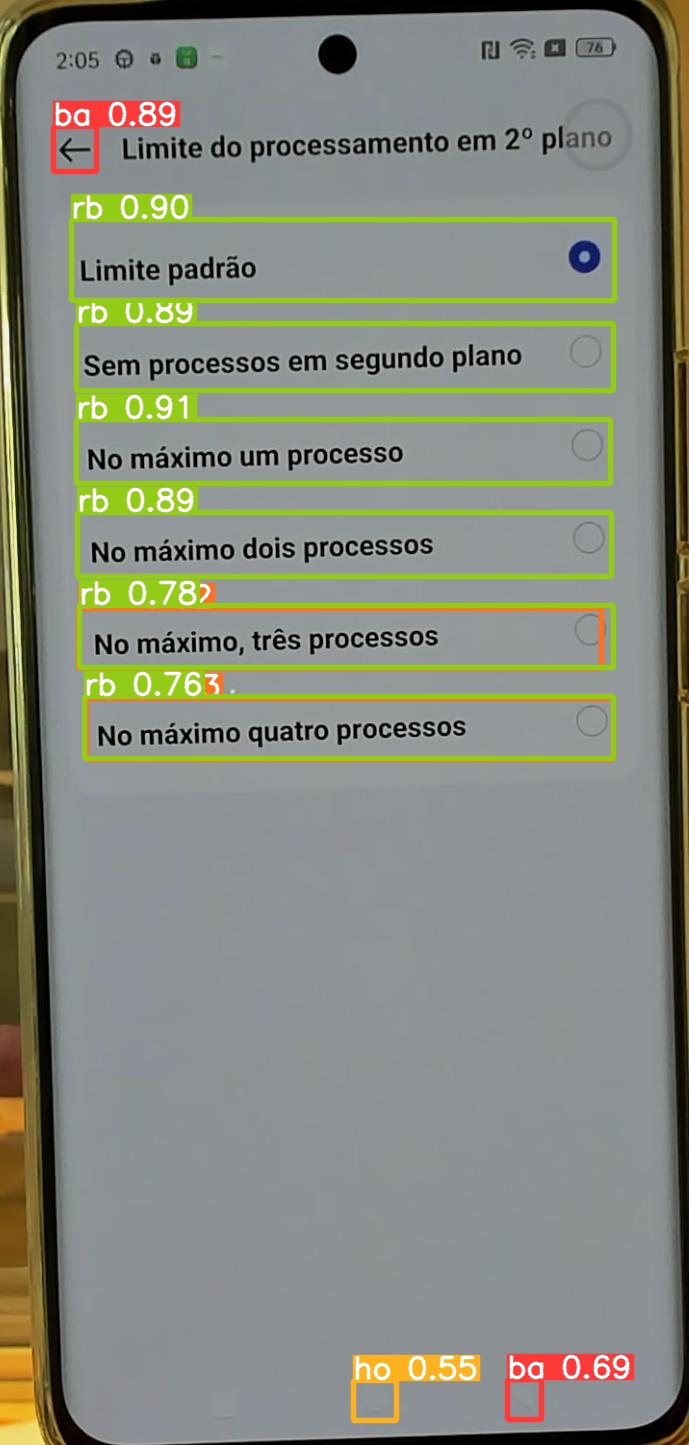 2:05
76
ba 0.89
Limite do processamento em 2º plano
rb 0.90
Limite padrão
rb 0.89
Sem processos em segundo plano
rb 0.91
No máximo um processo
rb 0.89
No máximo dois processos
rb 0.78
No máximo, três processos
rb 0.76
No máximo quatro processos
ho 0.55
ba 0.69